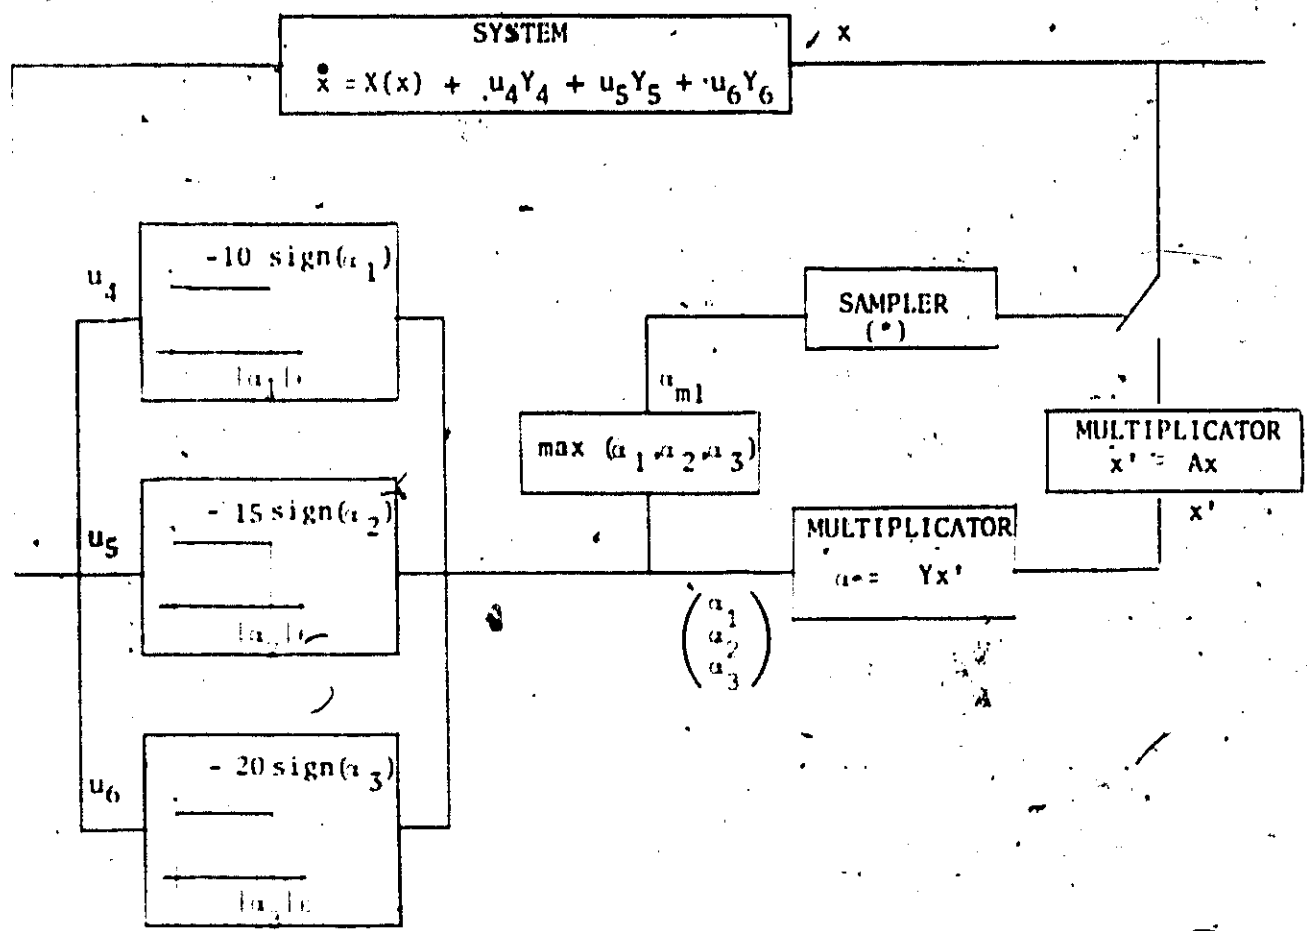 SYSTEM
x
ẋ = X(x) + u₄Y₄ + u₅Y₅ + u₆Y₆
-10 sign(α₁)
u₄
|α₁|
SAMPLER
(*)
αm1
max (α₁,α₂,α₃)
MULTIPLICATOR
x' = Ax
x'
-15 sign(α₂)
u₅
MULTIPLICATOR
α = Yx'
α₁
α₂
α₃
-20 sign(α₃)
u₆